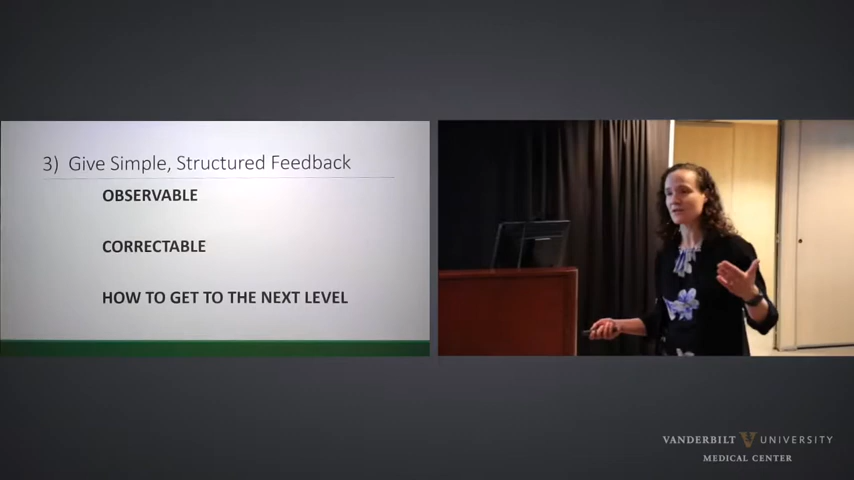 3) Give Simple, Structured Feedback
OBSERVABLE
CORRECTABLE
HOW TO GET TO THE NEXT LEVEL
VANDERBILT V UNIVERSITY
MEDICAL CENTER